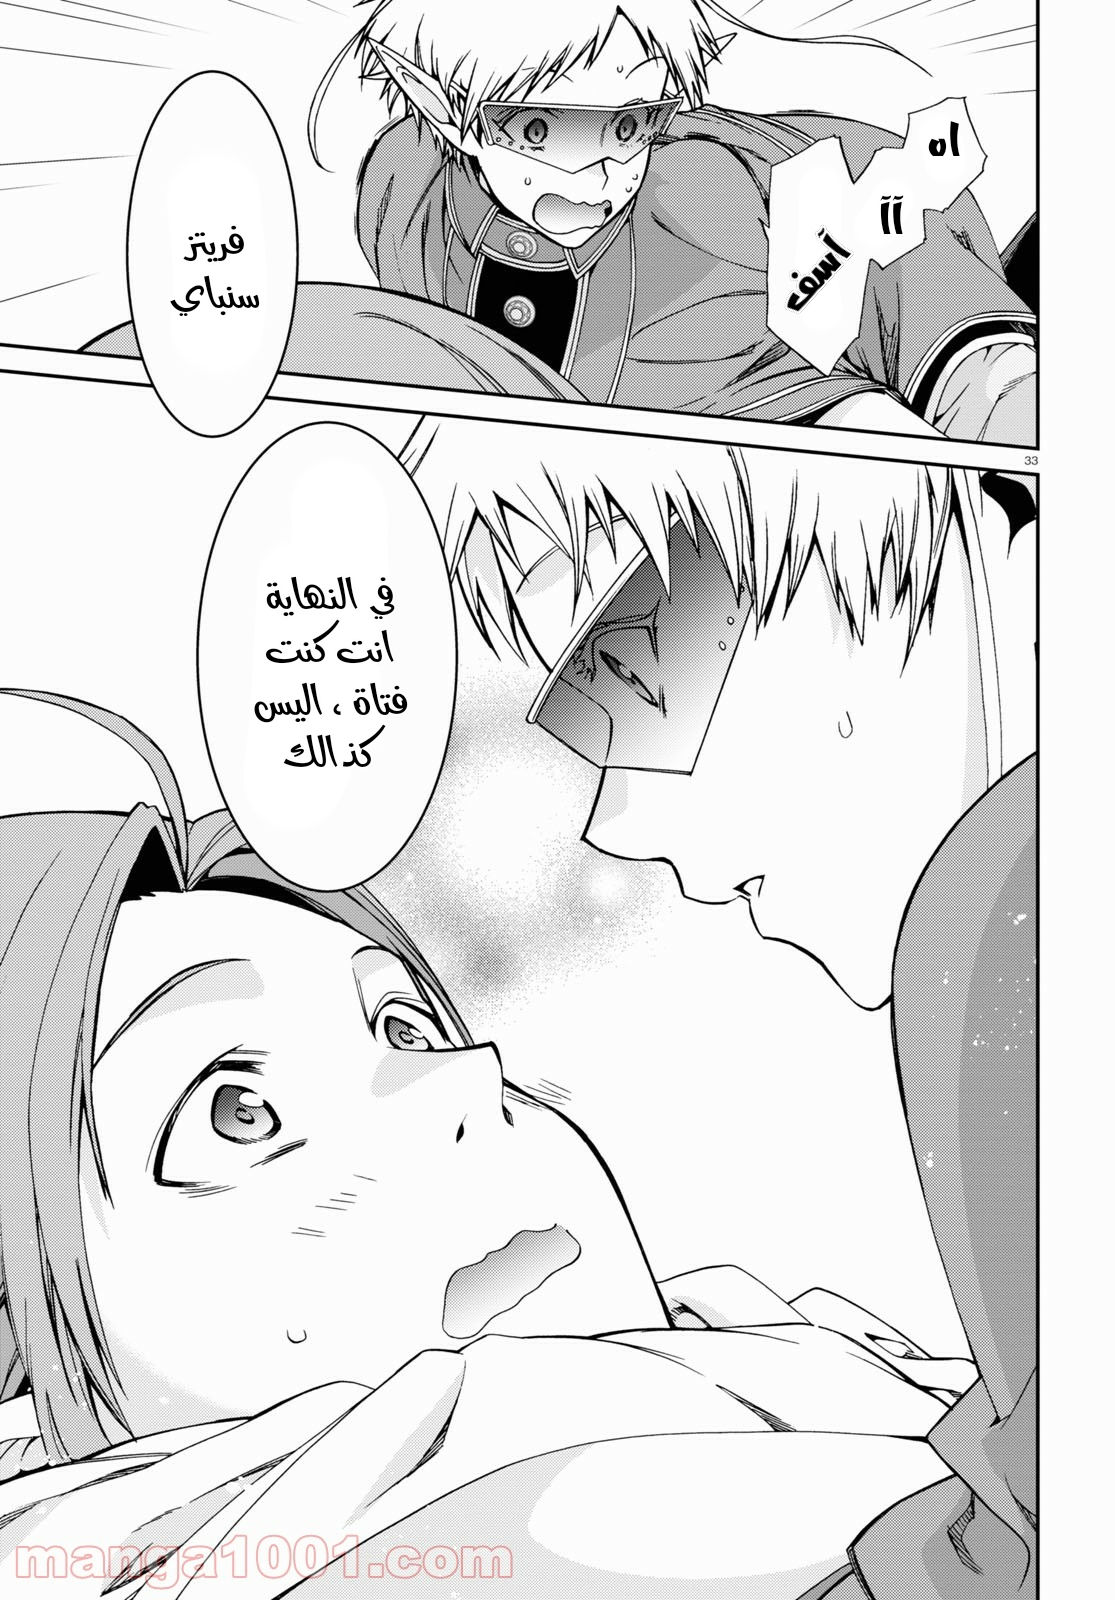 اه
آآ
آسف
فريتز
سنباي
33
في النهاية
انت كنت
فتاة ، اليس
كذالك
manga1001.com